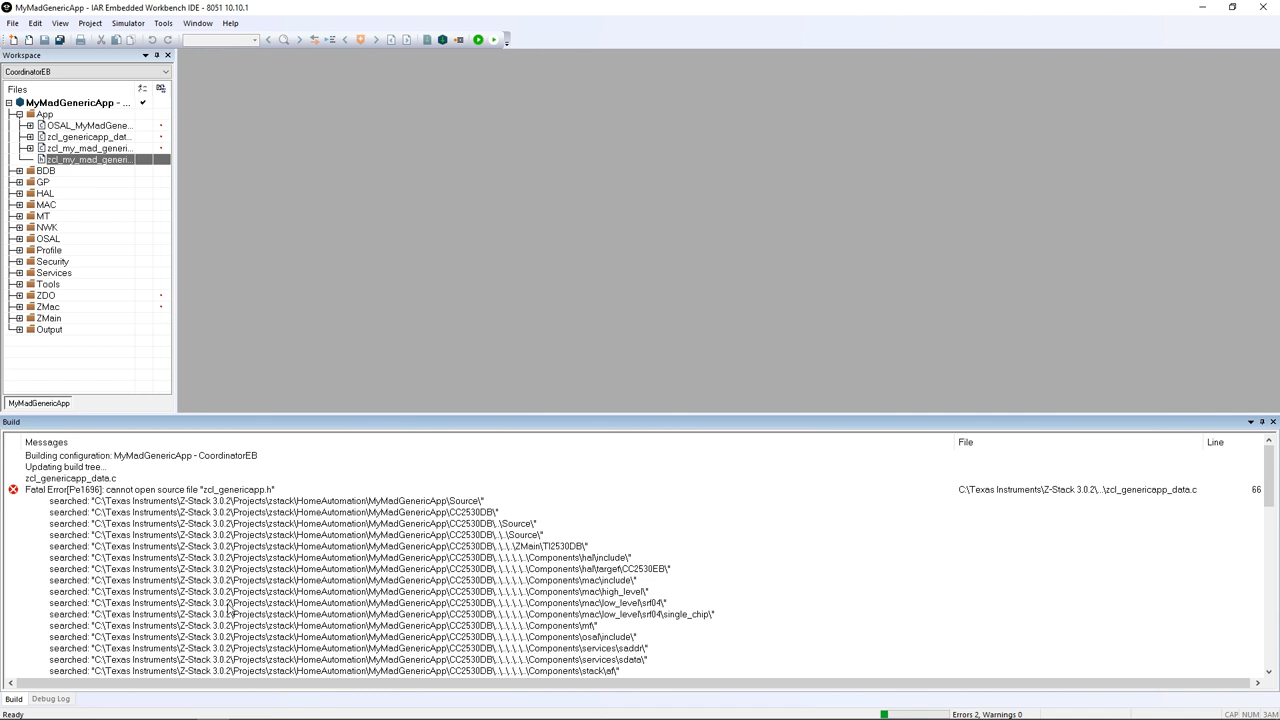 MyMadGenericApp - IAR Embedded Workbench IDE - 8051 10.10.1
File Edit View Project Simulator Tools Window Help
Workspace
CoordinatorEB
Files
MyMadGenericApp - ...
App
OSAL_MyMadGene...
zcl_genericapp_dat...
zcl_my_mad_generi...
zcl_my_mad_generi...
BDB
GP
HAL
MAC
MT
NWK
OSAL
Profile
Security
Services
Tools
ZDO
ZMac
ZMain
Output
MyMadGenericApp
Build
Messages File Line
Building configuration: MyMadGenericApp - CoordinatorEB
Updating build tree...
zcl_genericapp_data.c
Fatal Error[Pe1696]: cannot open source file "zcl_genericapp.h" C:\Texas Instruments\Z-Stack 3.0.2\...\zcl_genericapp_data.c 66
searched: "C:\Texas Instruments\Z-Stack 3.0.2\Projects\zstack\HomeAutomation\MyMadGenericApp\Source\"
searched: "C:\Texas Instruments\Z-Stack 3.0.2\Projects\zstack\HomeAutomation\MyMadGenericApp\CC2530DB\"
searched: "C:\Texas Instruments\Z-Stack 3.0.2\Projects\zstack\HomeAutomation\MyMadGenericApp\CC2530DB\..\Source\"
searched: "C:\Texas Instruments\Z-Stack 3.0.2\Projects\zstack\HomeAutomation\MyMadGenericApp\CC2530DB\..\..\Source\"
searched: "C:\Texas Instruments\Z-Stack 3.0.2\Projects\zstack\HomeAutomation\MyMadGenericApp\CC2530DB\..\..\..\ZMain\TI2530DB\"
searched: "C:\Texas Instruments\Z-Stack 3.0.2\Projects\zstack\HomeAutomation\MyMadGenericApp\CC2530DB\..\..\..\..\..\Components\hal\include\"
searched: "C:\Texas Instruments\Z-Stack 3.0.2\Projects\zstack\HomeAutomation\MyMadGenericApp\CC2530DB\..\..\..\..\..\Components\hal\target\CC2530EB\"
searched: "C:\Texas Instruments\Z-Stack 3.0.2\Projects\zstack\HomeAutomation\MyMadGenericApp\CC2530DB\..\..\..\..\..\Components\mac\include\"
searched: "C:\Texas Instruments\Z-Stack 3.0.2\Projects\zstack\HomeAutomation\MyMadGenericApp\CC2530DB\..\..\..\..\..\Components\mac\high_level\"
searched: "C:\Texas Instruments\Z-Stack 3.0.2\Projects\zstack\HomeAutomation\MyMadGenericApp\CC2530DB\..\..\..\..\..\Components\mac\low_level\srf04\"
searched: "C:\Texas Instruments\Z-Stack 3.0.2\Projects\zstack\HomeAutomation\MyMadGenericApp\CC2530DB\..\..\..\..\..\Components\mac\low_level\srf04\single_chip\"
searched: "C:\Texas Instruments\Z-Stack 3.0.2\Projects\zstack\HomeAutomation\MyMadGenericApp\CC2530DB\..\..\..\..\..\Components\mt\"
searched: "C:\Texas Instruments\Z-Stack 3.0.2\Projects\zstack\HomeAutomation\MyMadGenericApp\CC2530DB\..\..\..\..\..\Components\osal\include\"
searched: "C:\Texas Instruments\Z-Stack 3.0.2\Projects\zstack\HomeAutomation\MyMadGenericApp\CC2530DB\..\..\..\..\..\Components\services\saddr\"
searched: "C:\Texas Instruments\Z-Stack 3.0.2\Projects\zstack\HomeAutomation\MyMadGenericApp\CC2530DB\..\..\..\..\..\Components\services\sdata\"
searched: "C:\Texas Instruments\Z-Stack 3.0.2\Projects\zstack\HomeAutomation\MyMadGenericApp\CC2530DB\..\..\..\..\..\Components\stack\af\"
Build Debug Log
Ready Errors 2, Warnings 0 CAP NUM ЗАП